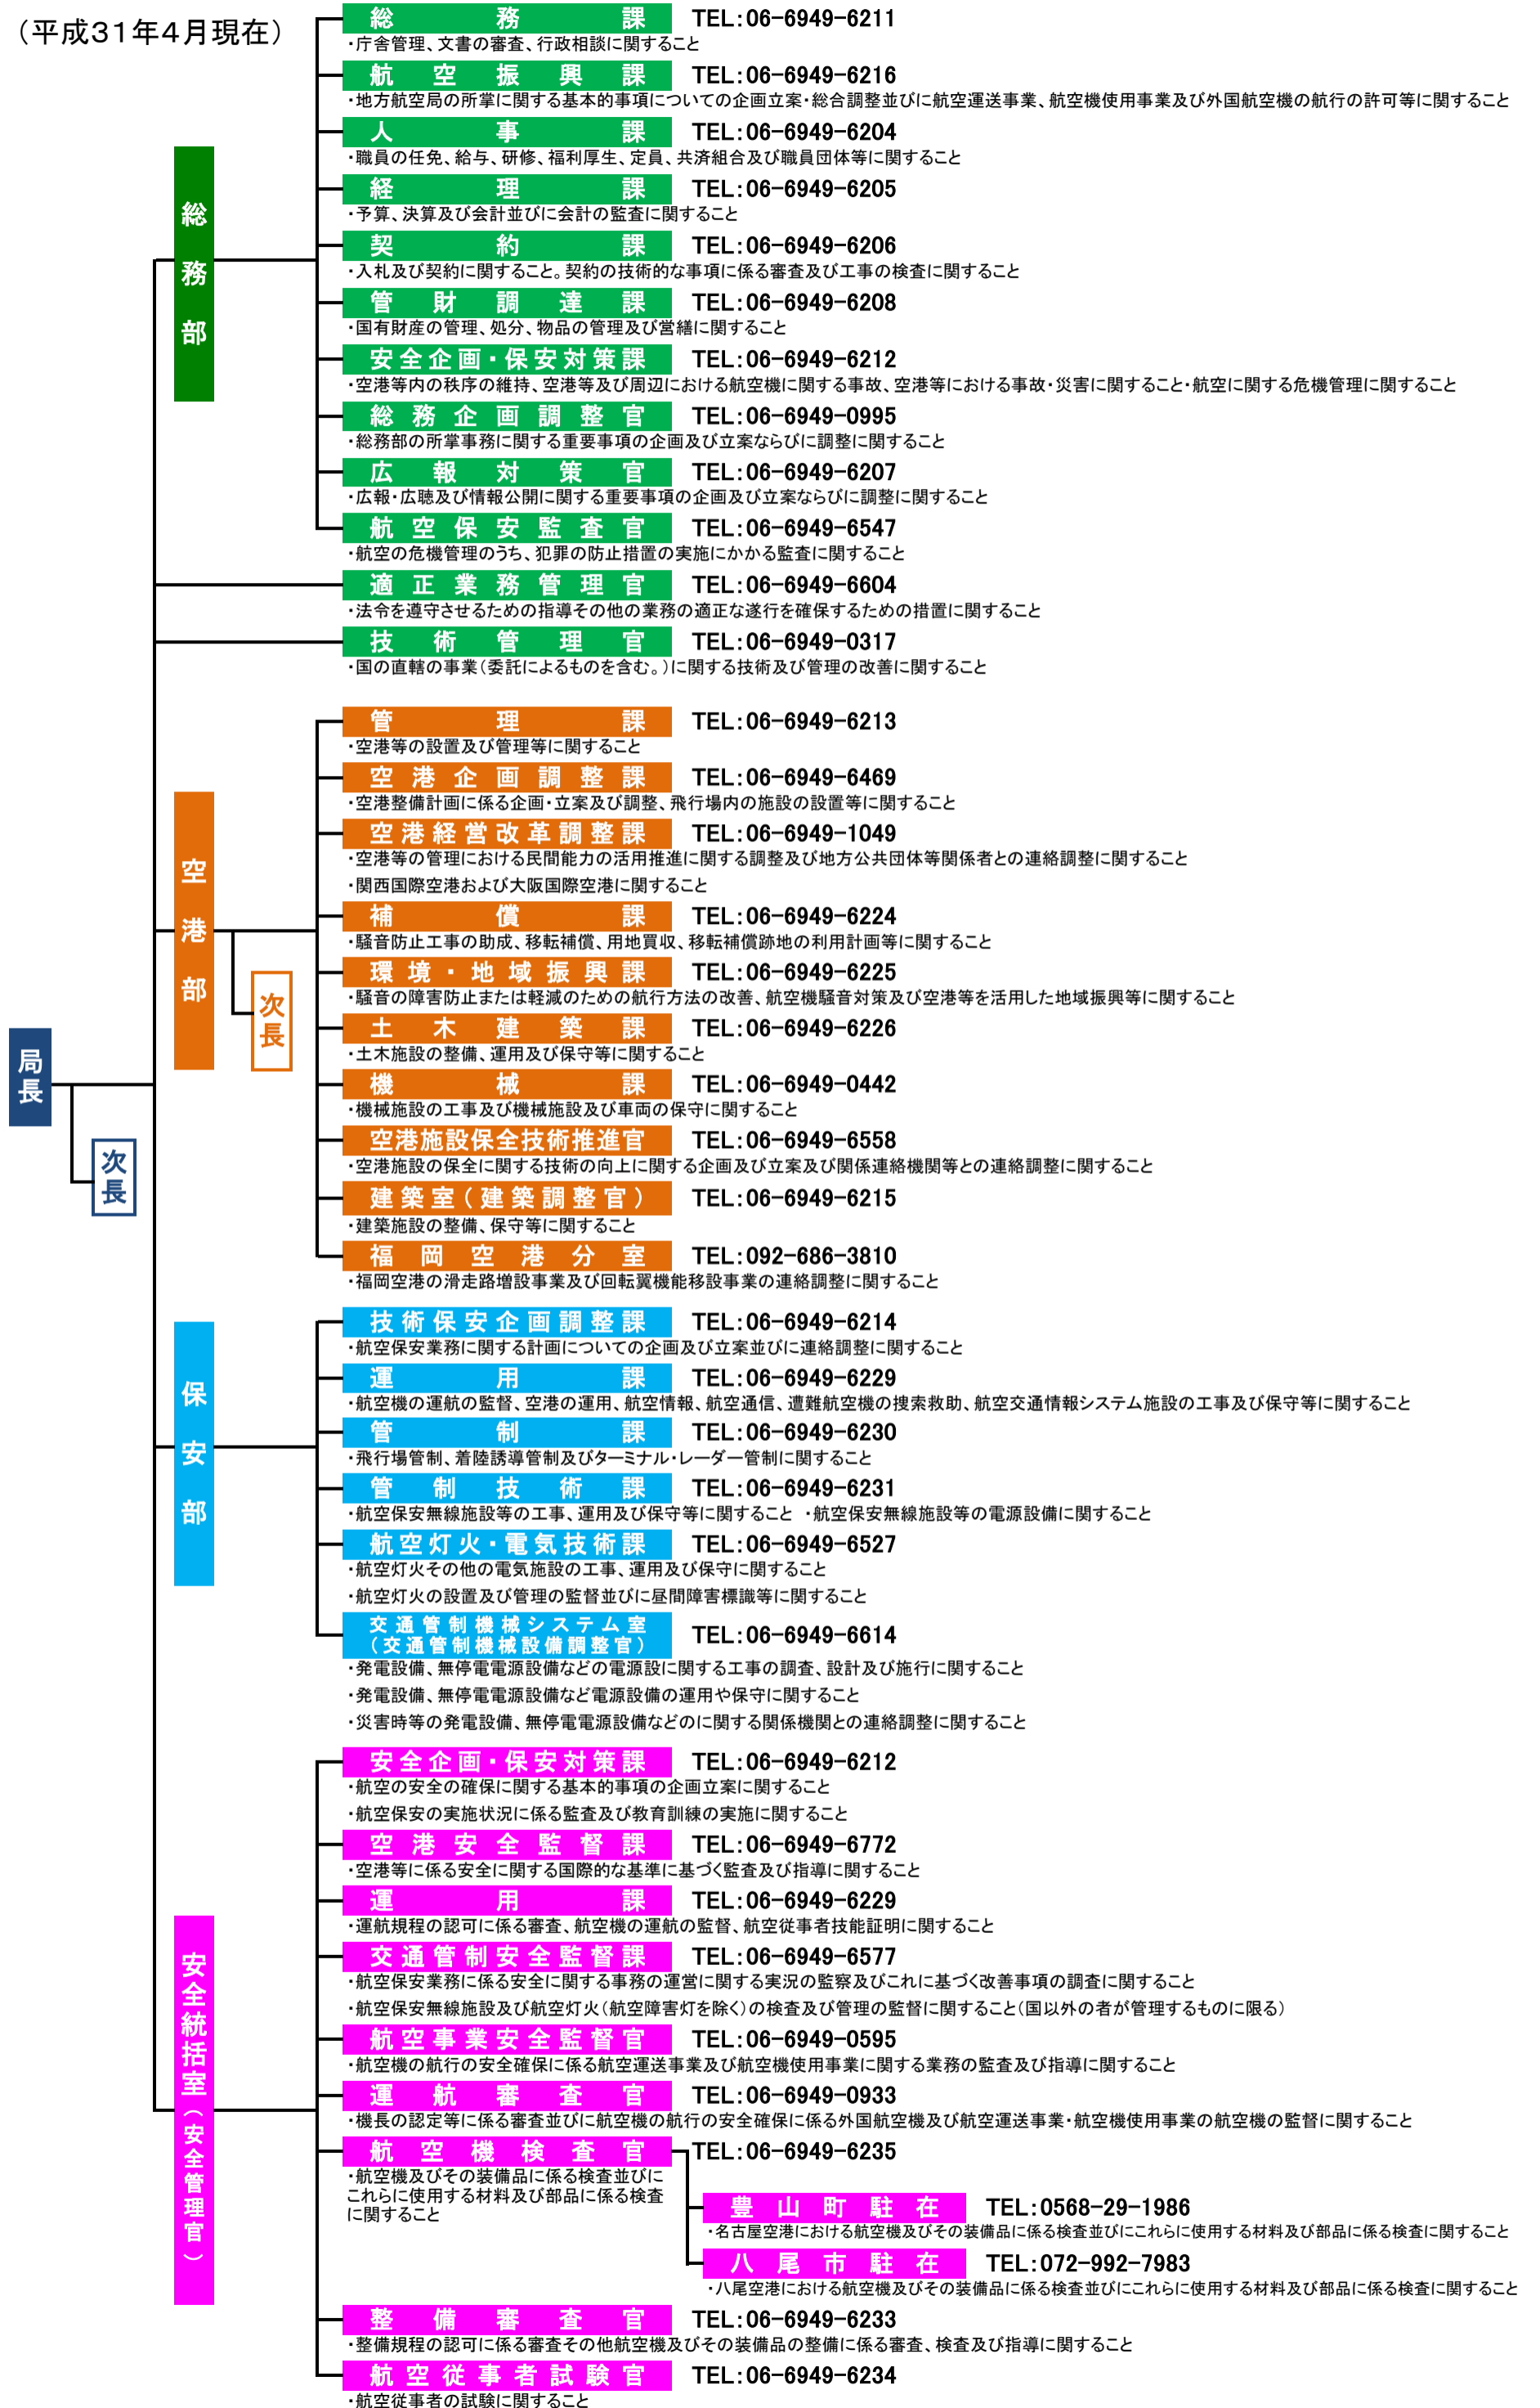 （平成31年4月現在）
局長
次長
総務部
総務課 TEL：06-6949-6211
・庁舎管理、文書の審査、行政相談に関すること
航空振興課 TEL：06-6949-6216
・地方航空局の所掌に関する基本的事項についての企画立案・総合調整並びに航空運送事業、航空機使用事業及び外国航空機の航行の許可等に関すること
人事課 TEL：06-6949-6204
・職員の任免、給与、研修、福利厚生、定員、共済組合及び職員団体等に関すること
経理課 TEL：06-6949-6205
・予算、決算及び会計並びに会計の監査に関すること
契約課 TEL：06-6949-6206
・入札及び契約に関すること。契約の技術的な事項に係る審査及び工事の検査に関すること
管財調達課 TEL：06-6949-6208
・国有財産の管理、処分、物品の管理及び営繕に関すること
安全企画・保安対策課 TEL：06-6949-6212
・空港等内の秩序の維持、空港等及び周辺における航空機に関する事故、空港等における事故・災害に関すること・航空に関する危機管理に関すること
総務企画調整官 TEL：06-6949-0995
・総務部の所掌事務に関する重要事項の企画及び立案ならびに調整に関すること
広報対策官 TEL：06-6949-6207
・広報・広聴及び情報公開に関する重要事項の企画及び立案ならびに調整に関すること
航空保安監査官 TEL：06-6949-6547
・航空の危機管理のうち、犯罪の防止措置の実施にかかる監査に関すること
適正業務管理官 TEL：06-6949-6604
・法令を遵守させるための指導その他の業務の適正な遂行を確保するための措置に関すること
技術管理官 TEL：06-6949-0317
・国の直轄の事業（委託によるものを含む。）に関する技術及び管理の改善に関すること
空港部
次長
管理課 TEL：06-6949-6213
・空港等の設置及び管理等に関すること
空港企画調整課 TEL：06-6949-6469
・空港整備計画に係る企画・立案及び調整、飛行場内の施設の設置等に関すること
空港経営改革調整課 TEL：06-6949-1049
・空港等の管理における民間能力の活用推進に関する調整及び地方公共団体等関係者との連絡調整に関すること
・関西国際空港および大阪国際空港に関すること
補償課 TEL：06-6949-6224
・騒音防止工事の助成、移転補償、用地買収、移転補償跡地の利用計画等に関すること
環境・地域振興課 TEL：06-6949-6225
・騒音の障害防止または軽減のための航行方法の改善、航空機騒音対策及び空港等を活用した地域振興等に関すること
土木建築課 TEL：06-6949-6226
・土木施設の整備、運用及び保守等に関すること
機械課 TEL：06-6949-0442
・機械施設の工事及び機械施設及び車両の保守に関すること
空港施設保全技術推進官 TEL：06-6949-6558
・空港施設の保全に関する技術の向上に関する企画及び立案及び関係連絡機関等との連絡調整に関すること
建築室（建築調整官） TEL：06-6949-6215
・建築施設の整備、保守等に関すること
福岡空港分室 TEL：092-686-3810
・福岡空港の滑走路増設事業及び回転翼機能移設事業の連絡調整に関すること
保安部
技術保安企画調整課 TEL：06-6949-6214
・航空保安業務に関する計画についての企画及び立案並びに連絡調整に関すること
運用課 TEL：06-6949-6229
・航空機の運航の監督、空港の運用、航空情報、航空通信、遭難航空機の捜索救助、航空交通情報システム施設の工事及び保守等に関すること
管制課 TEL：06-6949-6230
・飛行場管制、着陸誘導管制及びターミナル・レーダー管制に関すること
管制技術課 TEL：06-6949-6231
・航空保安無線施設等の工事、運用及び保守等に関すること ・航空保安無線施設等の電源設備に関すること
航空灯火・電気技術課 TEL：06-6949-6527
・航空灯火その他の電気施設の工事、運用及び保守に関すること
・航空灯火の設置及び管理の監督並びに昼間障害標識等に関すること
交通管制機械システム室
（交通管制機械設備調整官） TEL：06-6949-6614
・発電設備、無停電電源設備などの電源設に関する工事の調査、設計及び施行に関すること
・発電設備、無停電電源設備など電源設備の運用や保守に関すること
・災害時等の発電設備、無停電電源設備などのに関する関係機関との連絡調整に関すること
安全統括室（安全管理官）
安全企画・保安対策課 TEL：06-6949-6212
・航空の安全の確保に関する基本的事項の企画立案に関すること
・航空保安の実施状況に係る監査及び教育訓練の実施に関すること
空港安全監督課 TEL：06-6949-6772
・空港等に係る安全に関する国際的な基準に基づく監査及び指導に関すること
運用課 TEL：06-6949-6229
・運航規程の認可に係る審査、航空機の運航の監督、航空従事者技能証明に関すること
交通管制安全監督課 TEL：06-6949-6577
・航空保安業務に係る安全に関する事務の運営に関する実況の監察及びこれに基づく改善事項の調査に関すること
・航空保安無線施設及び航空灯火（航空障害灯を除く）の検査及び管理の監督に関すること（国以外の者が管理するものに限る）
航空事業安全監督官 TEL：06-6949-0595
・航空機の航行の安全確保に係る航空運送事業及び航空機使用事業に関する業務の監査及び指導に関すること
運航審査官 TEL：06-6949-0933
・機長の認定等に係る審査並びに航空機の航行の安全確保に係る外国航空機及び航空運送事業・航空機使用事業の航空機の監督に関すること
航空機検査官 TEL：06-6949-6235
・航空機及びその装備品に係る検査並びに
これらに使用する材料及び部品に係る検査
に関すること
豊山町駐在 TEL：0568-29-1986
・名古屋空港における航空機及びその装備品に係る検査並びにこれらに使用する材料及び部品に係る検査に関すること
八尾市駐在 TEL：072-992-7983
・八尾空港における航空機及びその装備品に係る検査並びにこれらに使用する材料及び部品に係る検査に関すること
整備審査官 TEL：06-6949-6233
・整備規程の認可に係る審査その他航空機及びその装備品の整備に係る審査、検査及び指導に関すること
航空従事者試験官 TEL：06-6949-6234
・航空従事者の試験に関すること